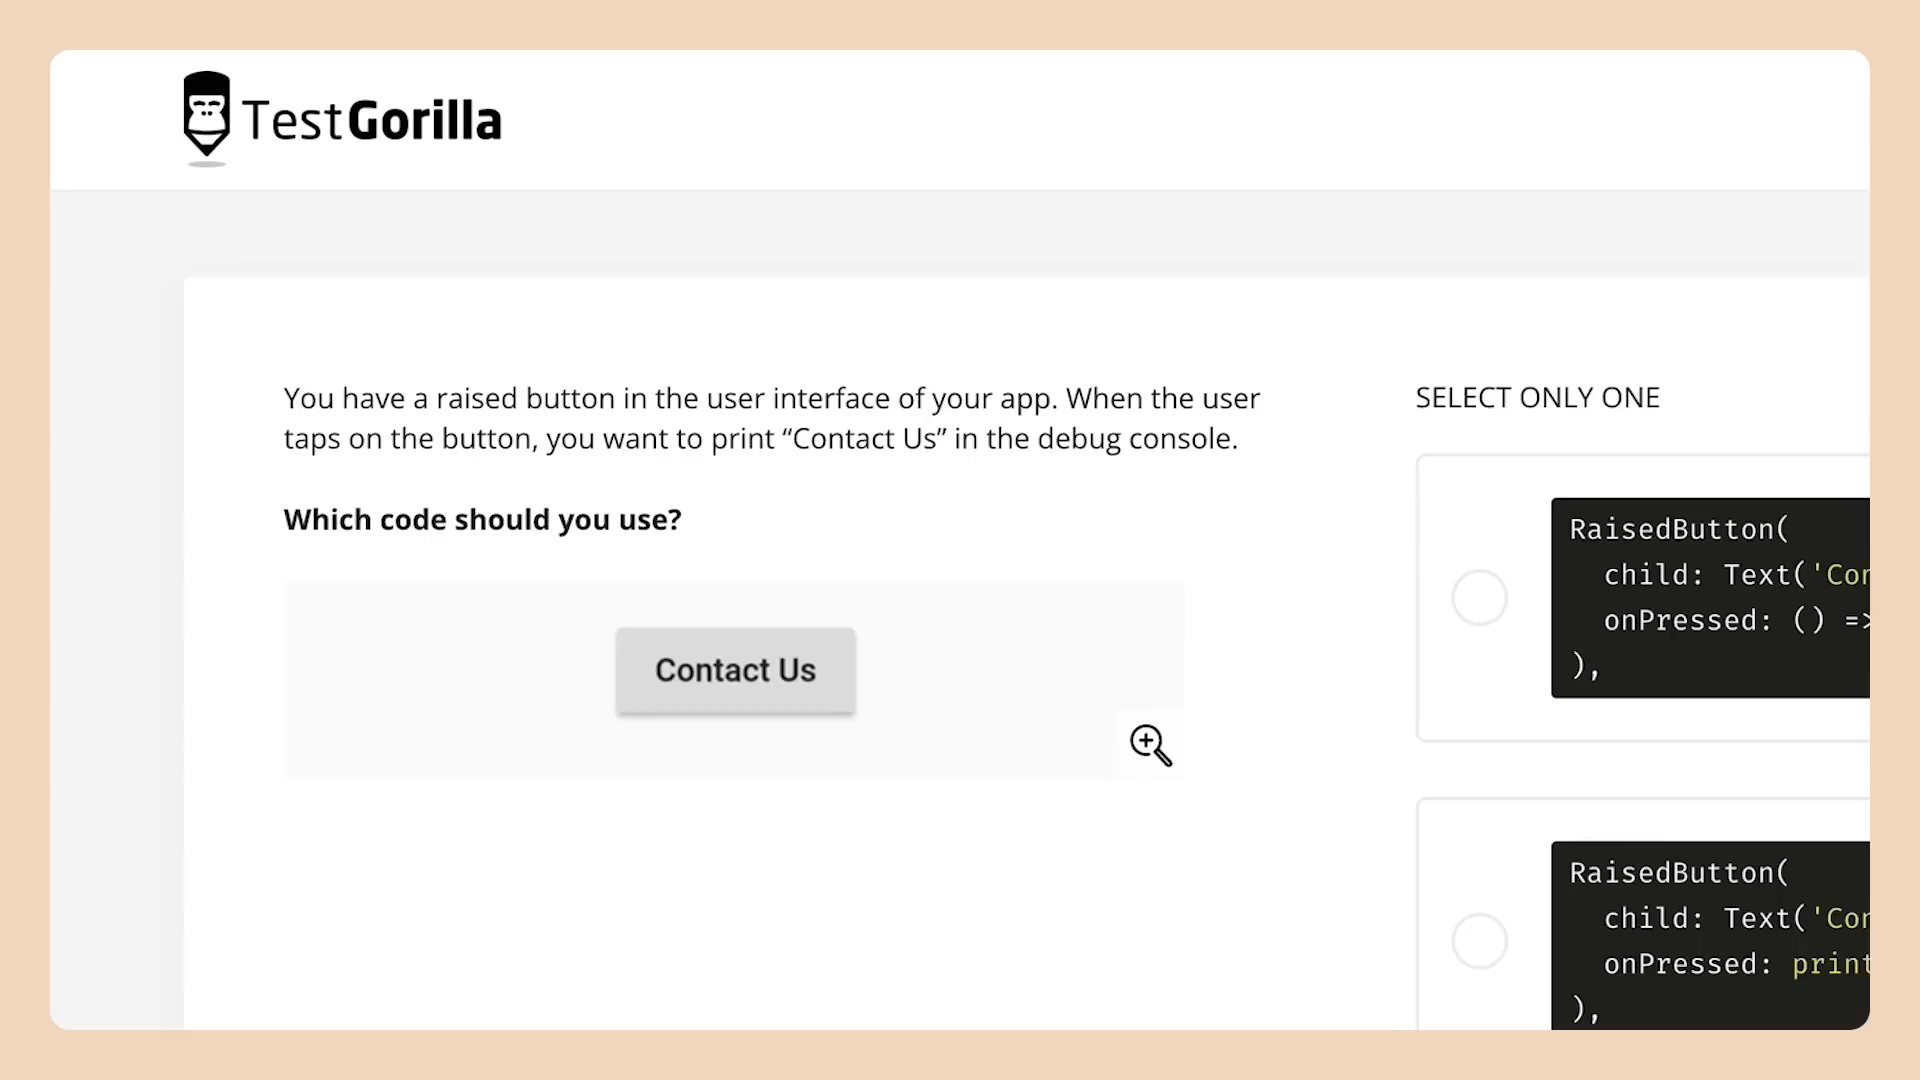 TestGorilla
You have a raised button in the user interface of your app. When the user
taps on the button, you want to print “Contact Us” in the debug console.
Which code should you use?
Contact Us
SELECT ONLY ONE
RaisedButton(
child: Text('Con
onPressed: () =>
),
RaisedButton(
child: Text('Con
onPressed: print
),